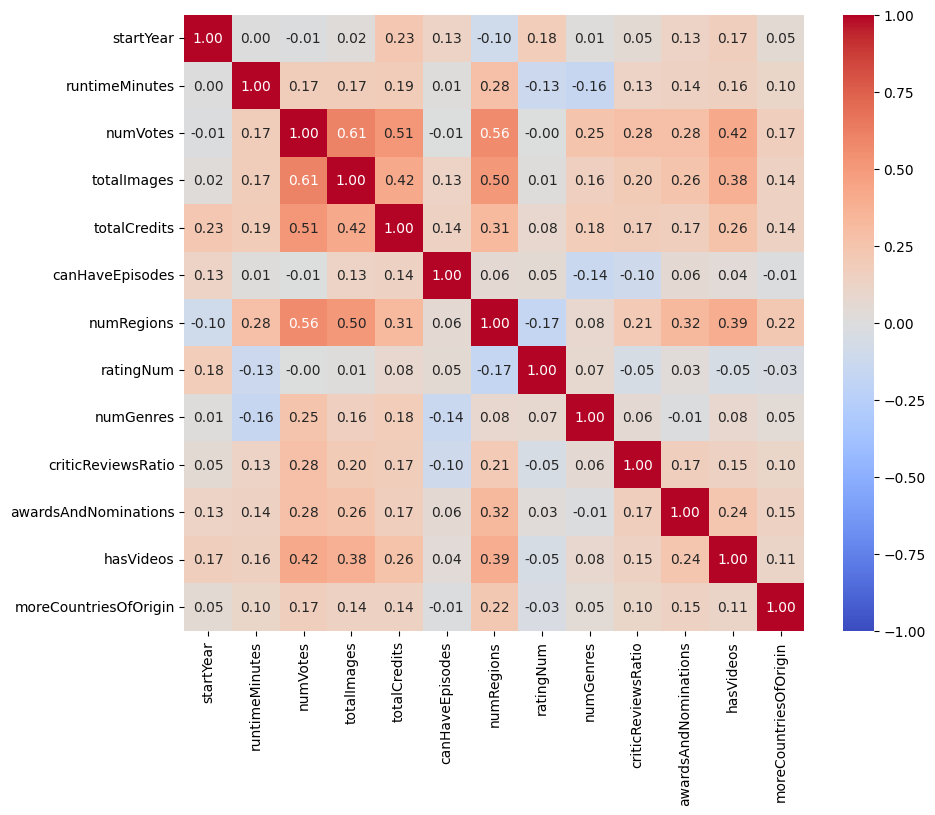 startYear 1.00 0.00 -0.01 0.02 0.23 0.13 -0.10 0.18 0.01 0.05 0.13 0.17 0.05
runtimeMinutes 0.00 1.00 0.17 0.17 0.19 0.01 0.28 -0.13 -0.16 0.13 0.14 0.16 0.10
numVotes -0.01 0.17 1.00 0.61 0.51 -0.01 0.56 -0.00 0.25 0.28 0.28 0.42 0.17
totalImages 0.02 0.17 0.61 1.00 0.42 0.13 0.50 0.01 0.16 0.20 0.26 0.38 0.14
totalCredits 0.23 0.19 0.51 0.42 1.00 0.14 0.31 0.08 0.18 0.17 0.17 0.26 0.14
canHaveEpisodes 0.13 0.01 -0.01 0.13 0.14 1.00 0.06 0.05 -0.14 -0.10 0.06 0.04 -0.01
numRegions -0.10 0.28 0.56 0.50 0.31 0.06 1.00 -0.17 0.08 0.21 0.32 0.39 0.22
ratingNum 0.18 -0.13 -0.00 0.01 0.08 0.05 -0.17 1.00 0.07 -0.05 0.03 -0.05 -0.03
numGenres 0.01 -0.16 0.25 0.16 0.18 -0.14 0.08 0.07 1.00 0.06 -0.01 0.08 0.05
criticReviewsRatio 0.05 0.13 0.28 0.20 0.17 -0.10 0.21 -0.05 0.06 1.00 0.17 0.15 0.10
awardsAndNominations 0.13 0.14 0.28 0.26 0.17 0.06 0.32 0.03 -0.01 0.17 1.00 0.24 0.15
hasVideos 0.17 0.16 0.42 0.38 0.26 0.04 0.39 -0.05 0.08 0.15 0.24 1.00 0.11
moreCountriesOfOrigin 0.05 0.10 0.17 0.14 0.14 -0.01 0.22 -0.03 0.05 0.10 0.15 0.11 1.00
startYear
runtimeMinutes
numVotes
totalImages
totalCredits
canHaveEpisodes
numRegions
ratingNum
numGenres
criticReviewsRatio
awardsAndNominations
hasVideos
moreCountriesOfOrigin
1.00
0.75
0.50
0.25
0.00
-0.25
-0.50
-0.75
-1.00